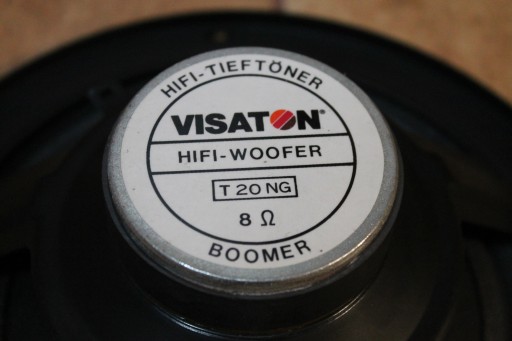 HIFI-TIEFTÖNER
VISATON®
HIFI-WOOFER
T 20 NG
8 Ω
BOOMER